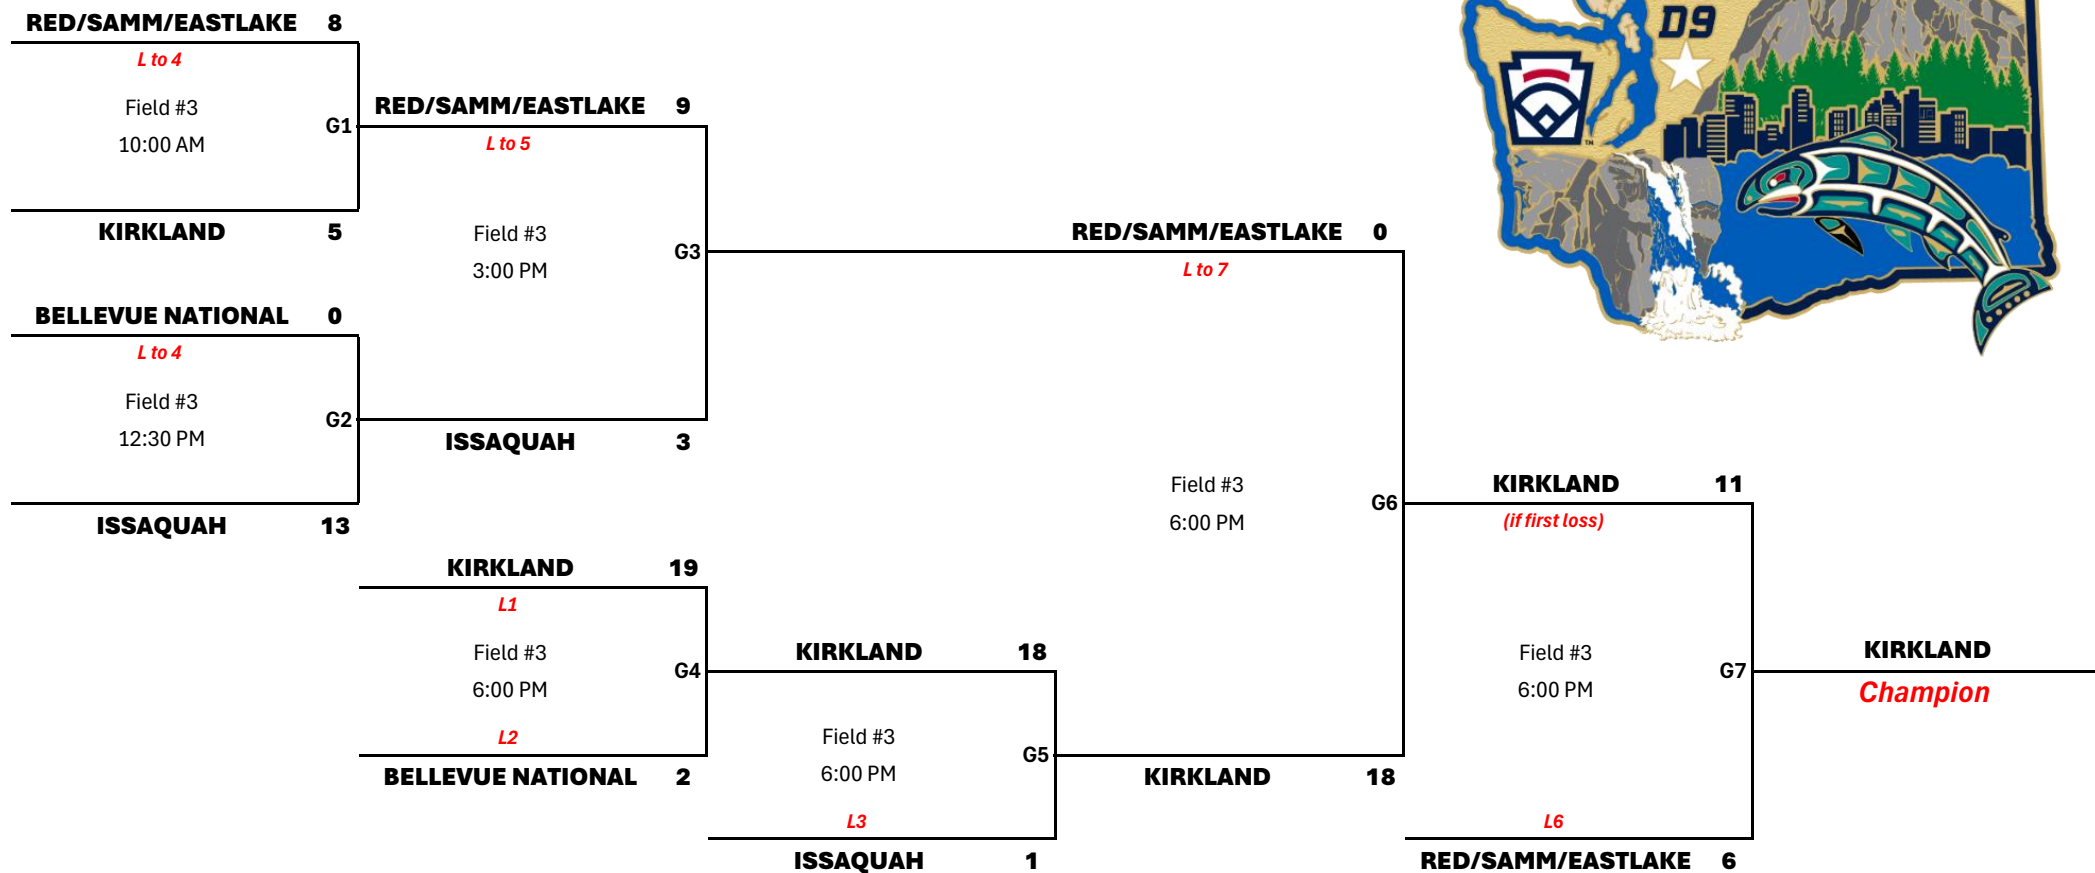 RED/SAMM/EASTLAKE 8
L to 4
Field #3
10:00 AM
G1
KIRKLAND 5
BELLEVUE NATIONAL 0
L to 4
Field #3
12:30 PM
G2
ISSAQUAH 13
RED/SAMM/EASTLAKE 9
L to 5
Field #3
3:00 PM
G3
ISSAQUAH 3
KIRKLAND 19
L1
Field #3
6:00 PM
G4
L2
BELLEVUE NATIONAL 2
KIRKLAND 18
Field #3
6:00 PM
G5
L3
ISSAQUAH 1
RED/SAMM/EASTLAKE 0
L to 7
Field #3
6:00 PM
G6
KIRKLAND 18
KIRKLAND 11
(if first loss)
Field #3
6:00 PM
G7
L6
RED/SAMM/EASTLAKE 6
KIRKLAND
Champion
D9
TM